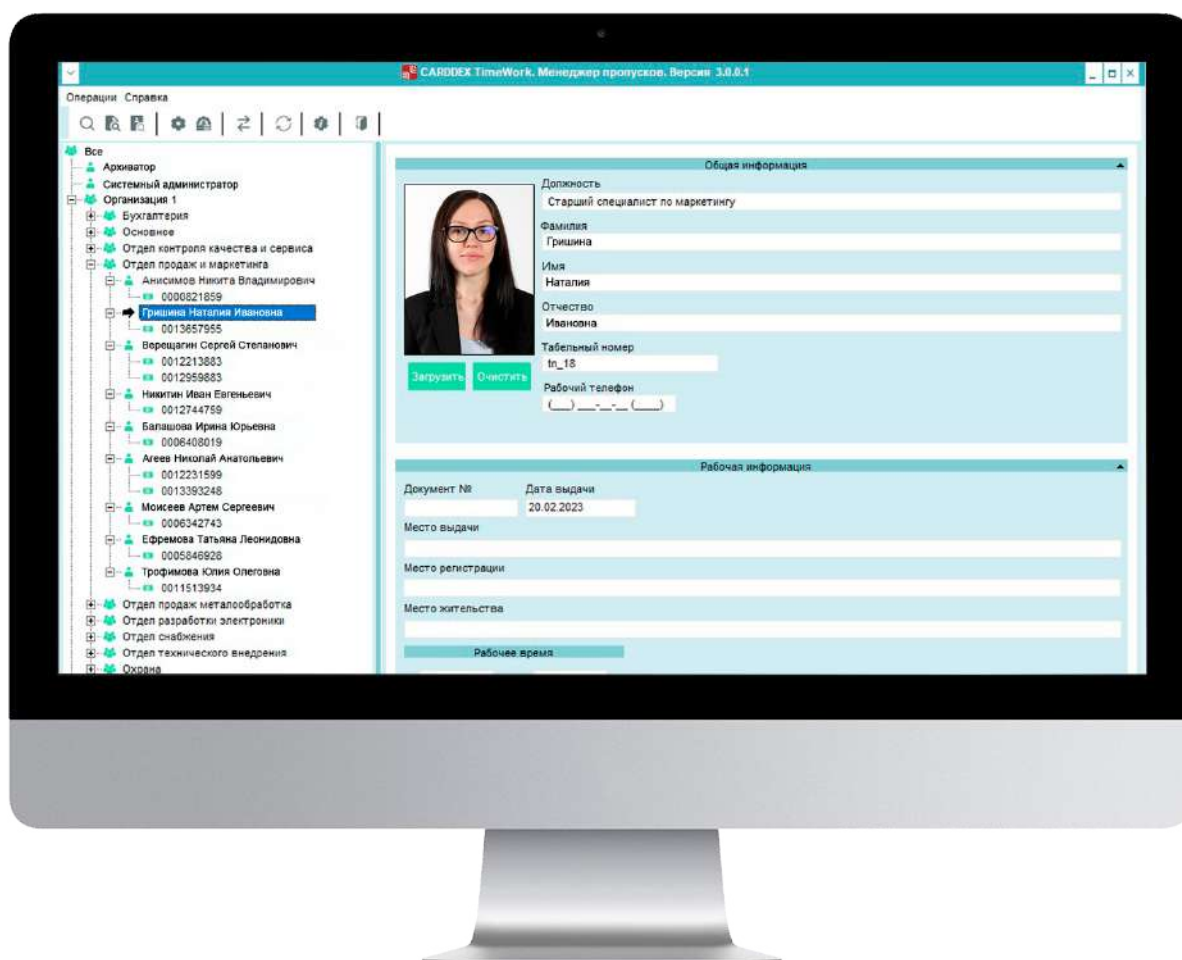 CARDDEX TimeWork. Менеджер пропусков. Версия 3.0.0.1
Операции Справка
Все
Архиватор
Системный администратор
Организация 1
Бухгалтерия
Основное
Отдел контроля качества и сервиса
Отдел продаж и маркетинга
Анисимов Никита Владимирович
0000821859
Гришина Наталия Ивановна
0013657955
Верещагин Сергей Степанович
0012213883
0012959883
Никитин Иван Евгеньевич
0012744759
Балашова Ирина Юрьевна
0006408019
Агеев Николай Анатольевич
0012231599
0013393248
Моисеев Артем Сергеевич
0006342743
Ефремова Татьяна Леонидовна
0005846928
Трофимова Юлия Олеговна
0011513934
Отдел продаж металообработка
Отдел разработки электроники
Отдел снабжения
Отдел технического внедрения
Охрана
Общая информация
Должность
Старший специалист по маркетингу
Фамилия
Гришина
Имя
Наталия
Отчество
Ивановна
Табельный номер
tn_18
Рабочий телефон
(___) ___-__-__ (____)
Загрузить Очистить
Рабочая информация
Документ № Дата выдачи
20.02.2023
Место выдачи
Место регистрации
Место жительства
Рабочее время